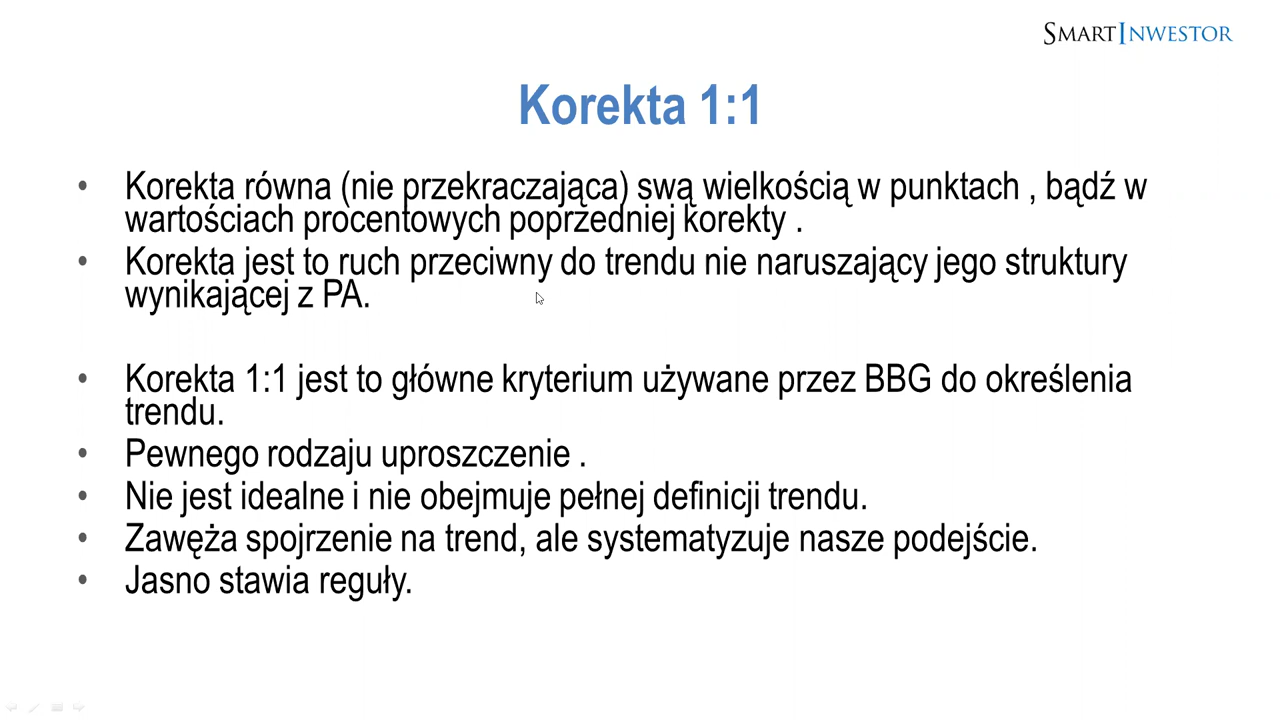 SMARTINWESTOR
Korekta 1:1
• Korekta równa (nie przekraczająca) swą wielkością w punktach , bądź w
wartościach procentowych poprzedniej korekty .
• Korekta jest to ruch przeciwny do trendu nie naruszający jego struktury
wynikającej z PA.
• Korekta 1:1 jest to główne kryterium używane przez BBG do określenia
trendu.
• Pewnego rodzaju uproszczenie .
• Nie jest idealne i nie obejmuje pełnej definicji trendu.
• Zawęża spojrzenie na trend, ale systematyzuje nasze podejście.
• Jasno stawia reguły.